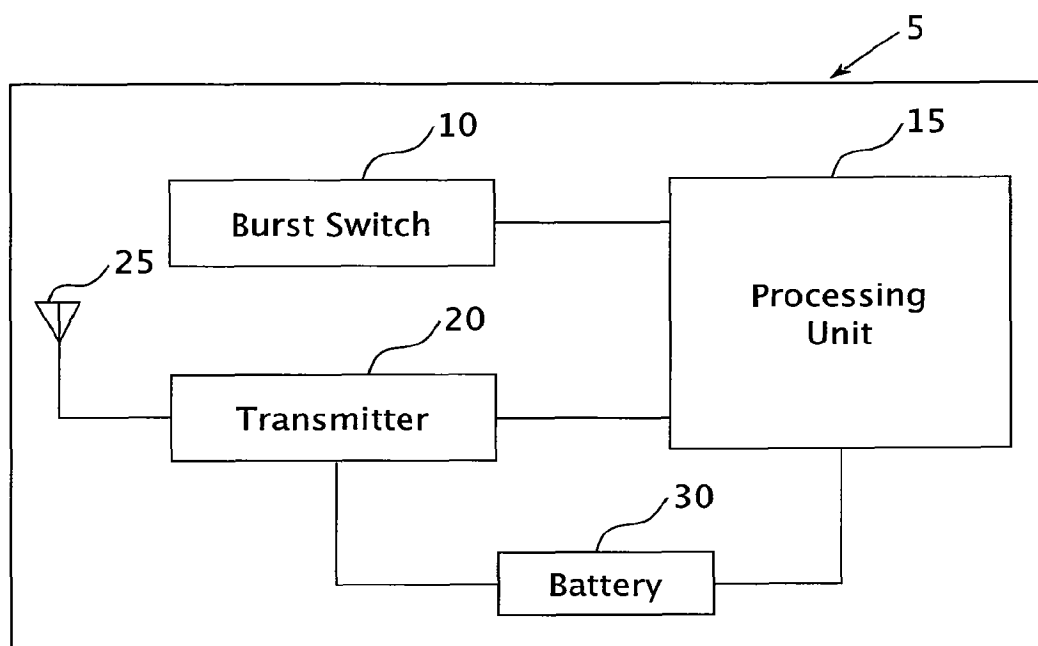 5
10
15
Burst Switch
25
Processing
Unit
20
Transmitter
30
Battery